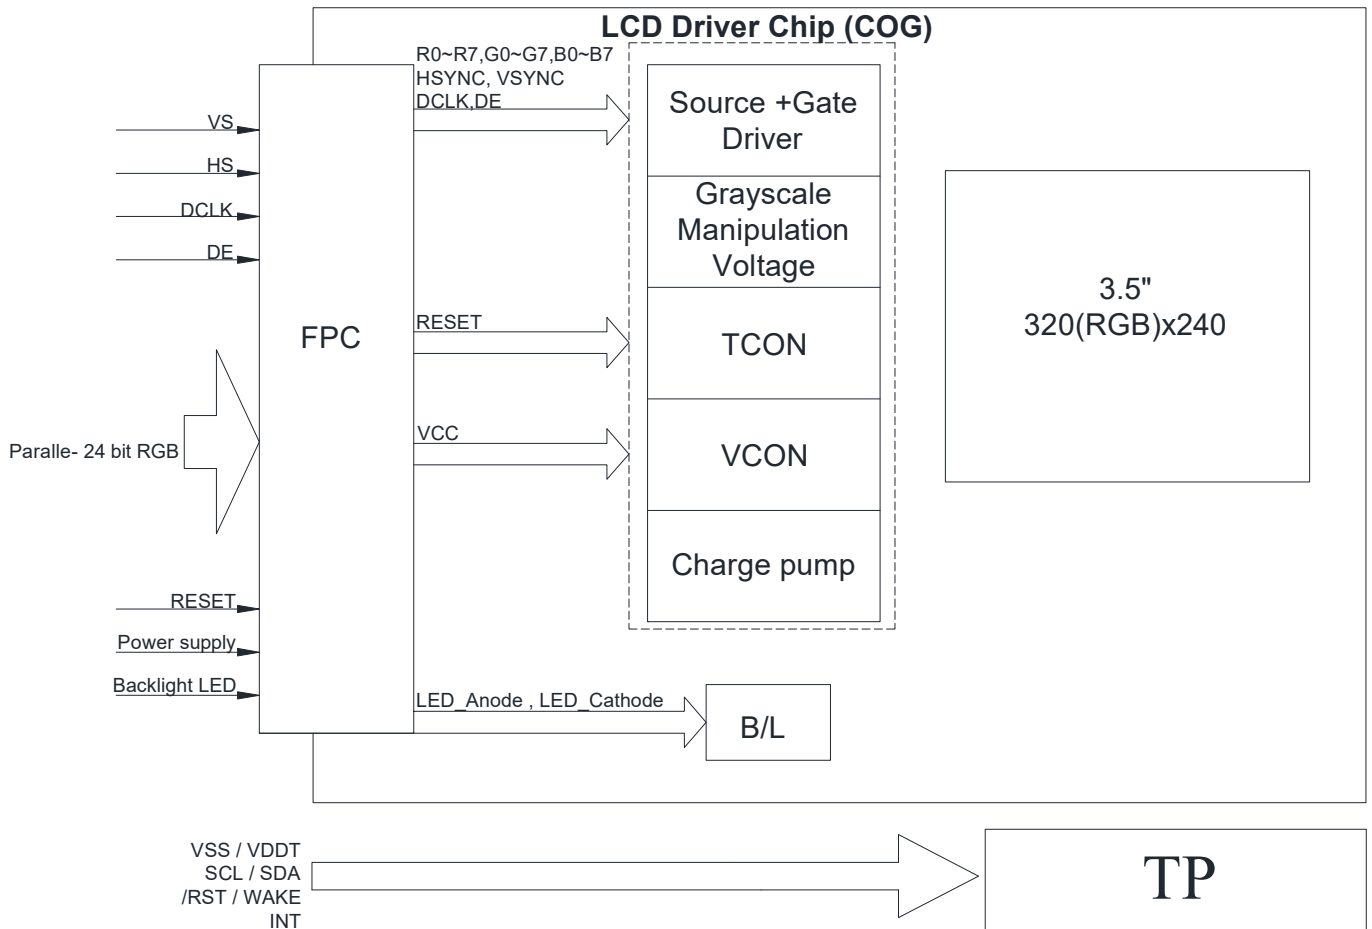 LCD Driver Chip (COG)
R0~R7,G0~G7,B0~B7
HSYNC, VSYNC
DCLK,DE
VS
HS
DCLK
DE
Paralle- 24 bit RGB
RESET
Power supply
Backlight LED
FPC
RESET
VCC
LED_Anode , LED_Cathode
Source +Gate
Driver
Grayscale
Manipulation
Voltage
TCON
VCON
Charge pump
B/L
3.5"
320(RGB)x240
VSS / VDDT
SCL / SDA
/RST / WAKE
INT
TP